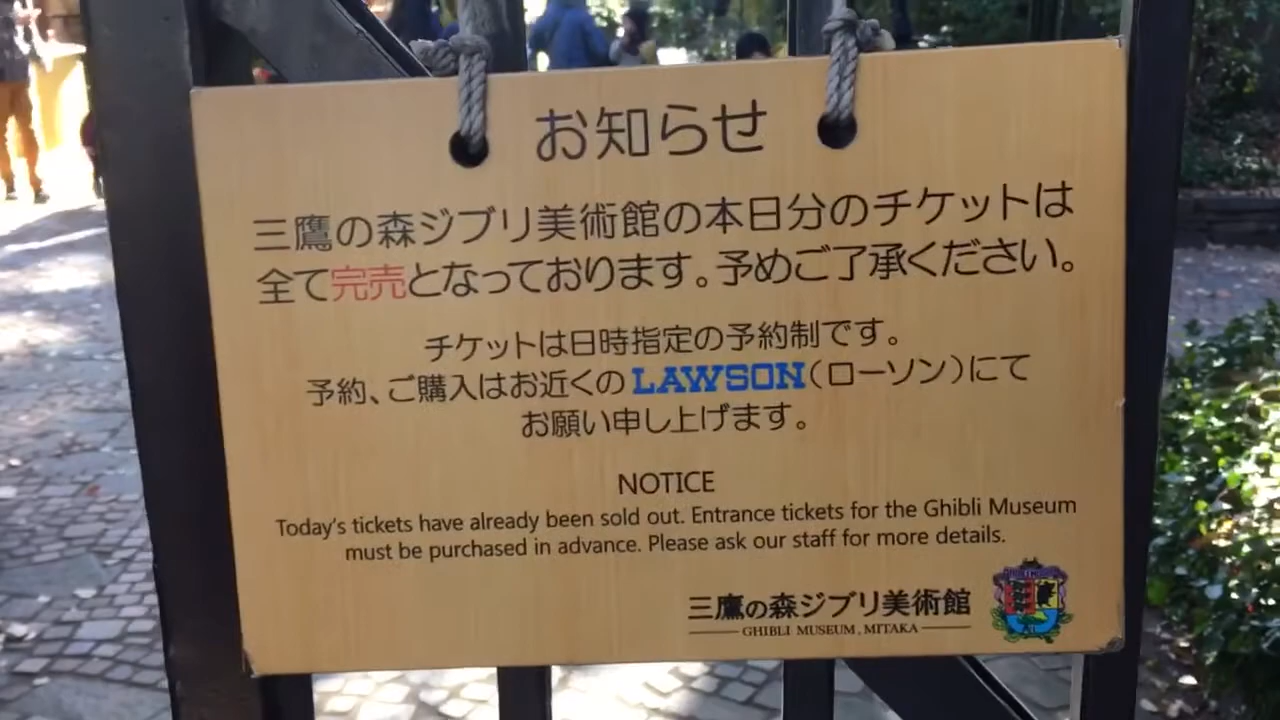 お知らせ
三鷹の森ジブリ美術館の本日分のチケットは
全て完売となっております。予めご了承ください。
チケットは日時指定の予約制です。
予約、ご購入はお近くのLAWSON(ローソン)にて
お願い申し上げます。
NOTICE
Today's tickets have already been sold out. Entrance tickets for the Ghibli Museum
must be purchased in advance. Please ask our staff for more details.
三鷹の森ジブリ美術館
GHIBLI MUSEUM, MITAKA